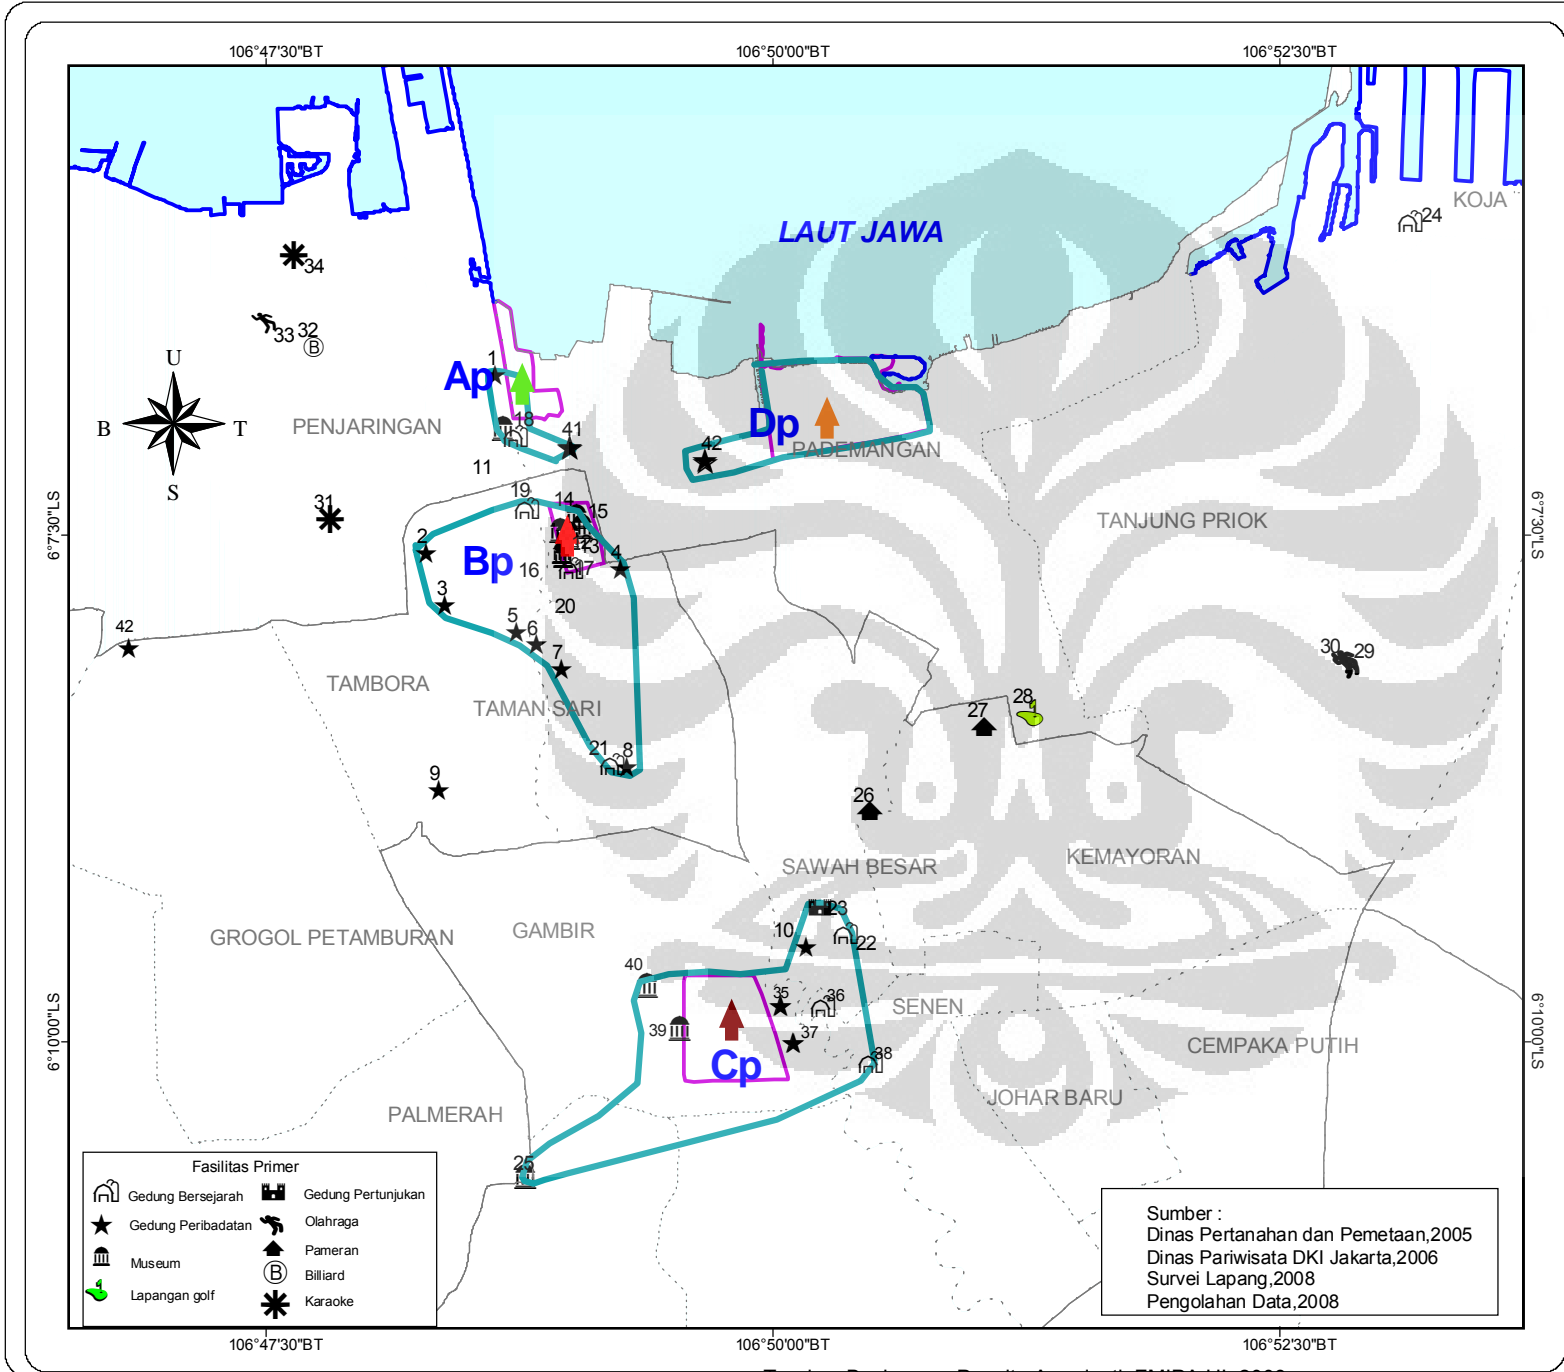 106°47'30"BT 106°50'00"BT 106°52'30"BT
KOJA
24
LAUT JAWA
34
33 32
B
U
B T
S
1
Ap
18
41
PENJARINGAN
11
Dp
42
PADEMANGAN
6°7'30"LS
31
19
14
15
2
Bp
13
4
16
17
3
20
5
6
7
TANJUNG PRIOK
6°7'30"LS
42
30 29
TAMBORA
TAMAN SARI
28
27
21
8
9
26
SAWAH BESAR
KEMAYORAN
23
10
22
GROGOL PETAMBURAN
GAMBIR
40
35
36
SENEN
39
37
38
Cp
CEMPAKA PUTIH
6°10'00"LS
6°10'00"LS
JOHAR BARU
PALMERAH
25
Fasilitas Primer
Gedung Bersejarah
Gedung Pertunjukan
Gedung Peribadatan
Olahraga
Museum
Pameran
B
Billiard
Lapangan golf
Karaoke
Sumber :
Dinas Pertanahan dan Pemetaan,2005
Dinas Pariwisata DKI Jakarta,2006
Survei Lapang,2008
Pengolahan Data,2008
106°47'30"BT 106°50'00"BT 106°52'30"BT